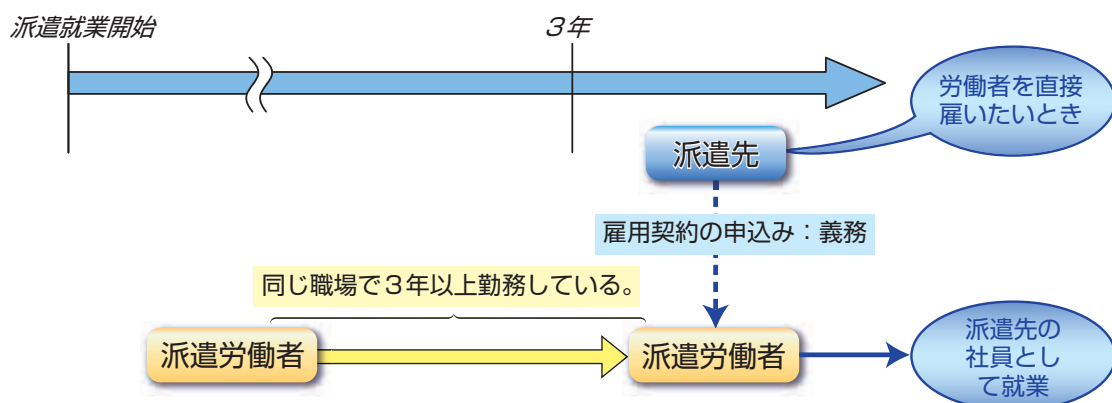 派遣就業開始
3年
労働者を直接
雇いたいとき
派遣先
雇用契約の申込み：義務
同じ職場で3年以上勤務している。
派遣労働者
派遣労働者
派遣先の
社員とし
て就業